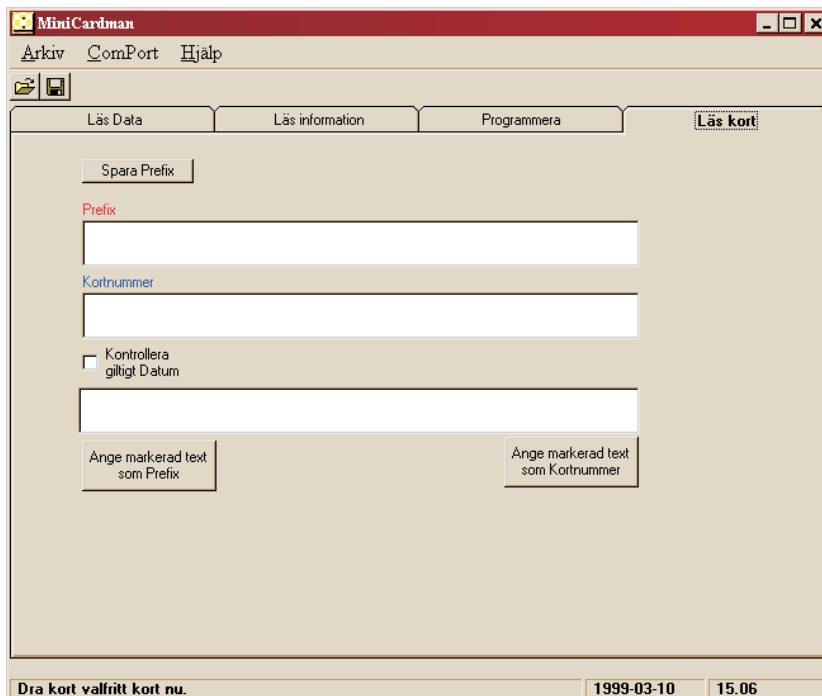 MiniCardman
Arkiv ComPort Hjälp
Läs Data Läs information Programmera Läs kort
Spara Prefix
Prefix
Kortnummer
Kontrollera
giltigt Datum
Ange markerad text
som Prefix
Ange markerad text
som Kortnummer
Dra kort valfritt kort nu. 1999-03-10 15.06